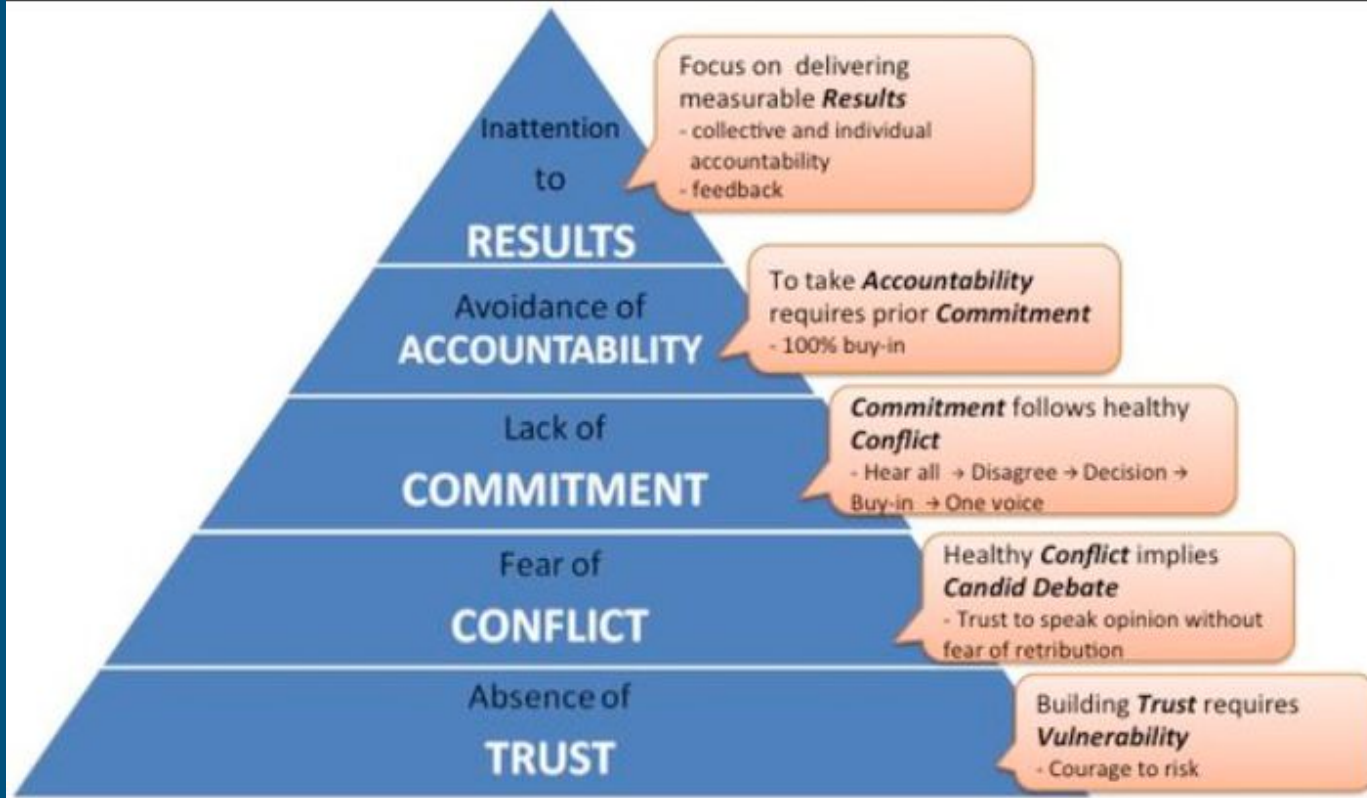 Inattention
to
RESULTS
Focus on delivering
measurable Results
- collective and individual
accountability
- feedback
Avoidance of
ACCOUNTABILITY
To take Accountability
requires prior Commitment
- 100% buy-in
Lack of
COMMITMENT
Commitment follows healthy
Conflict
- Hear all → Disagree → Decision →
Buy-in → One voice
Fear of
CONFLICT
Healthy Conflict implies
Candid Debate
- Trust to speak opinion without
fear of retribution
Absence of
TRUST
Building Trust requires
Vulnerability
- Courage to risk